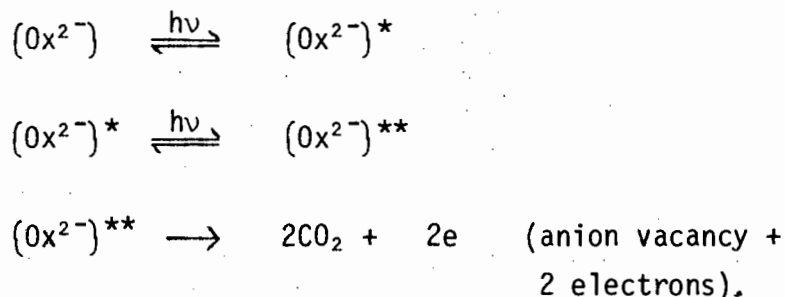 (Ox²⁻) ⇌ hν (Ox²⁻)*
(Ox²⁻)* ⇌ hν (Ox²⁻)**
(Ox²⁻)** ⟶ 2CO₂ + 2e (anion vacancy +
2 electrons).